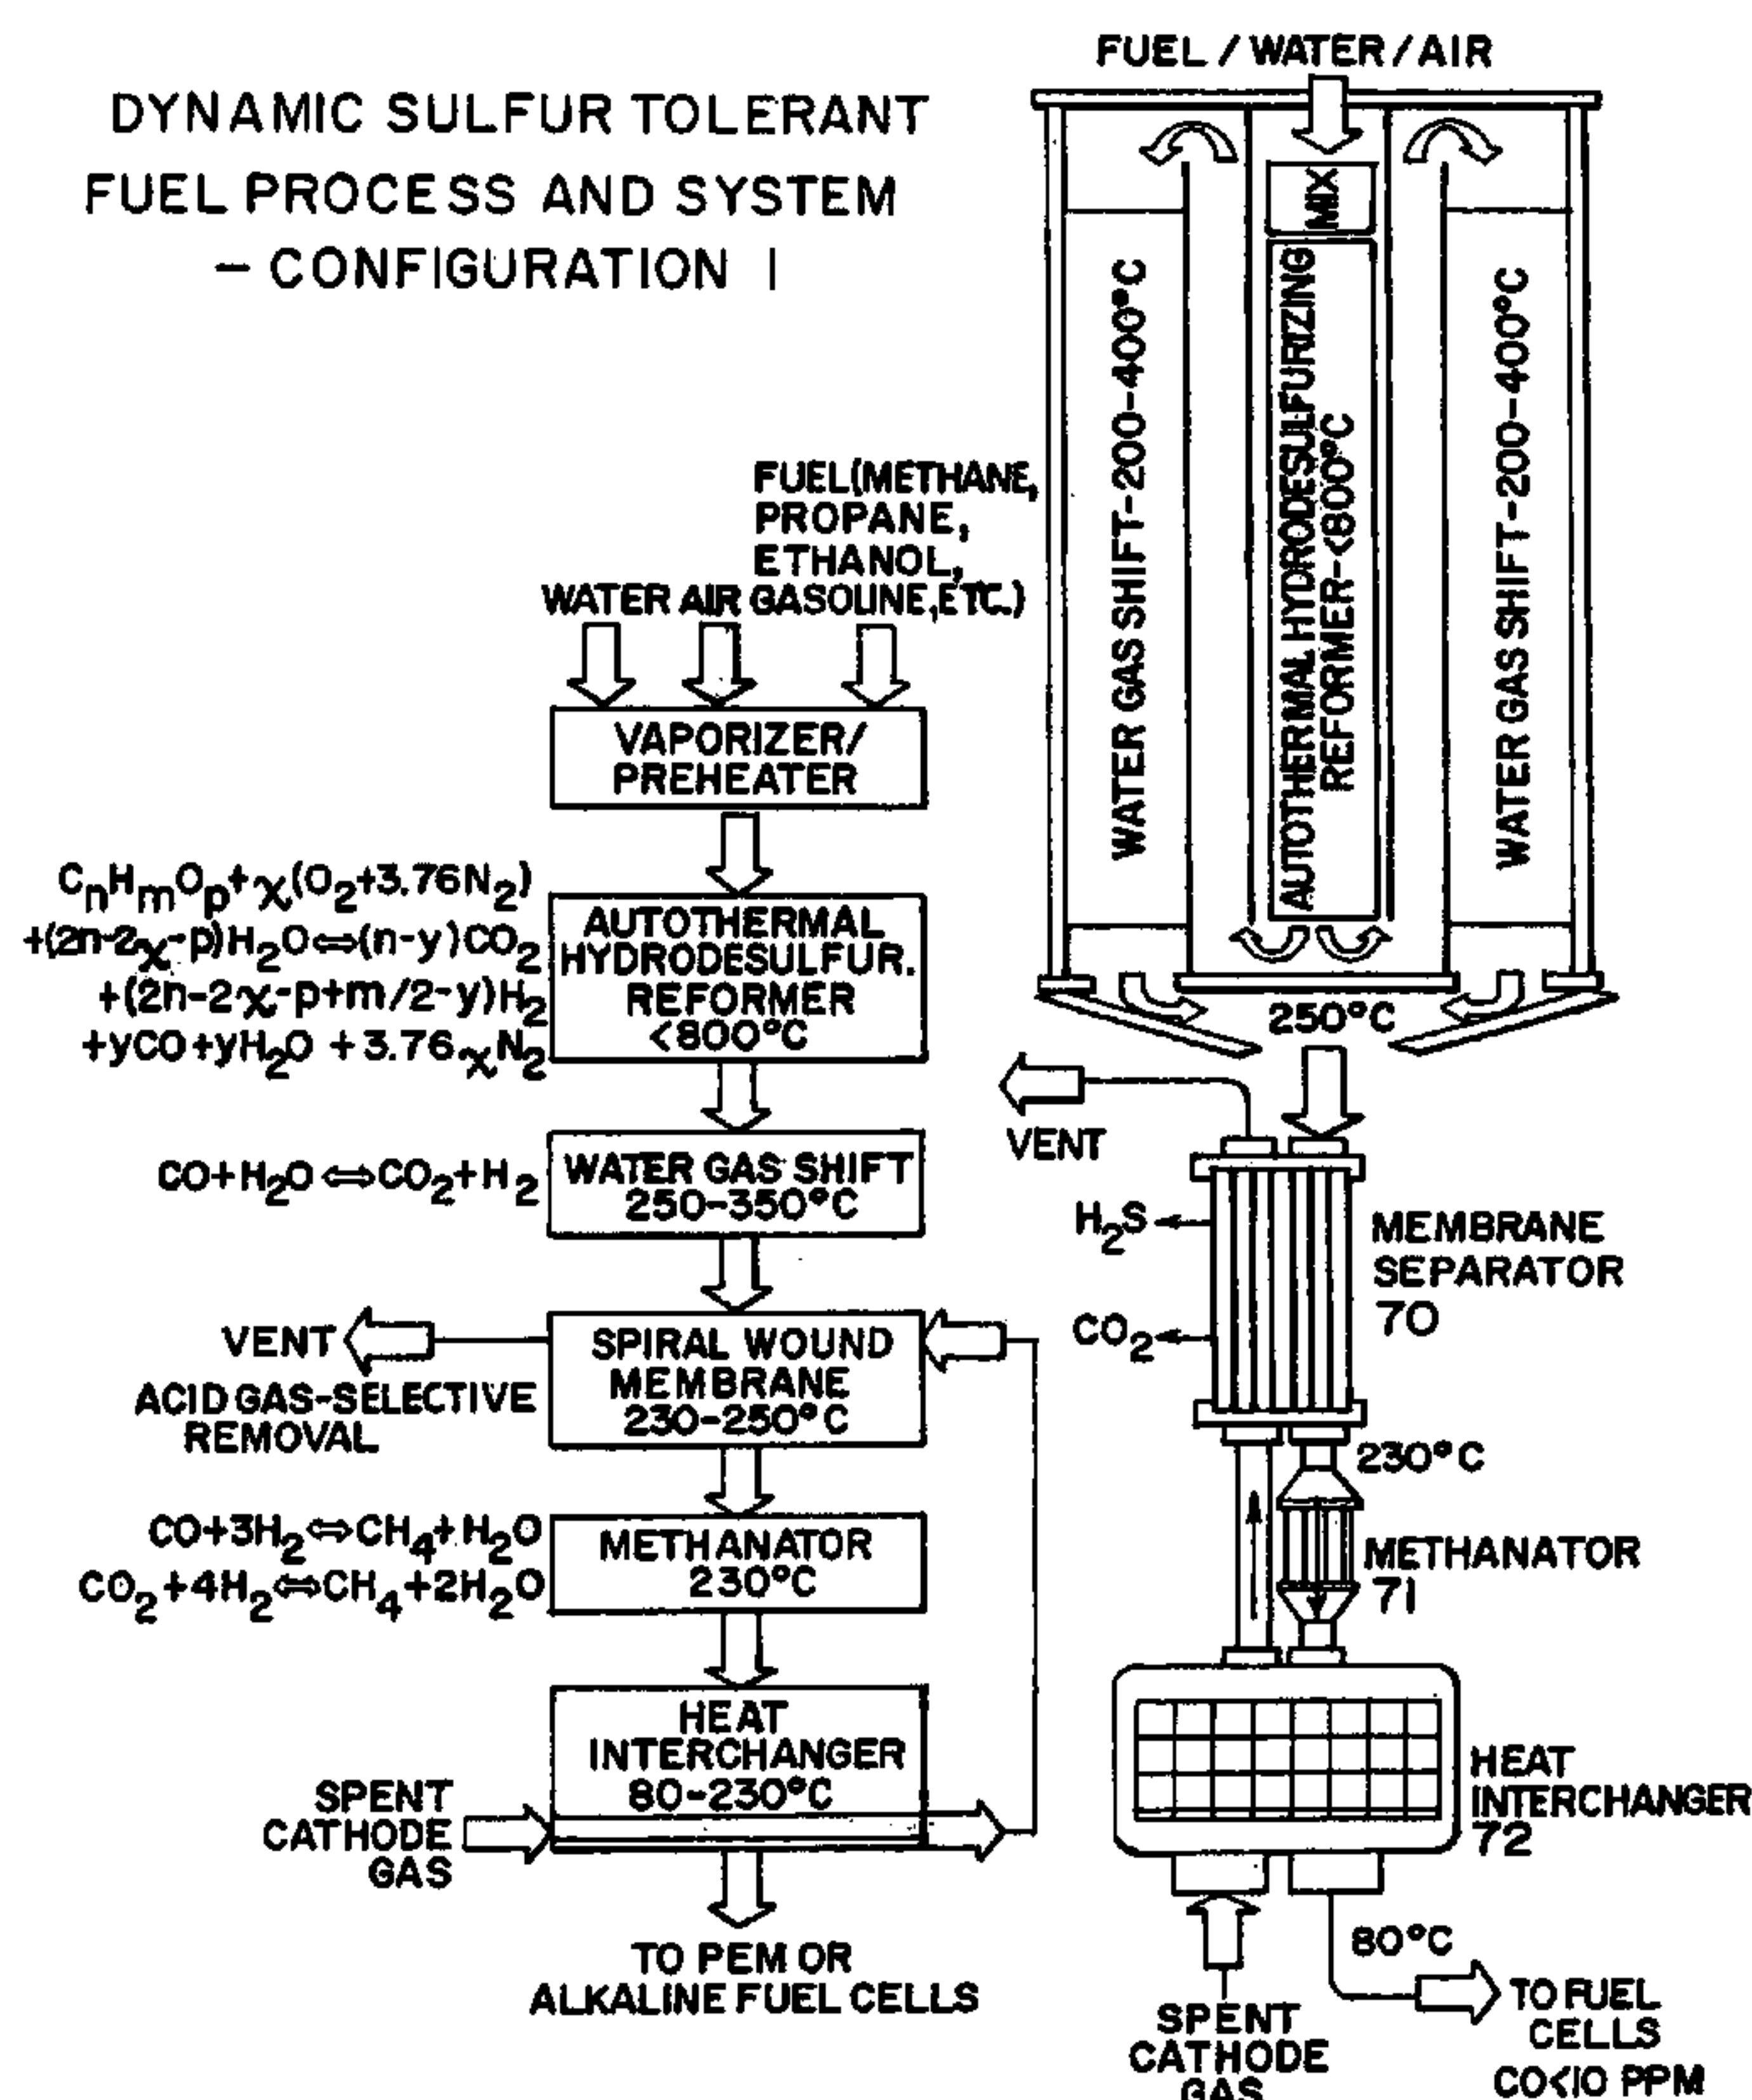 DYNAMIC SULFUR TOLERANT
FUEL PROCESS AND SYSTEM
– CONFIGURATION I
FUEL (METHANE,
PROPANE,
ETHANOL,
WATER AIR GASOLINE, ETC.)
VAPORIZER/
PREHEATER
CₙHₘOₚ+χ(O₂+3.76N₂)
+(2n-2χ-p)H₂O⇔(n-y)CO₂
+(2n-2χ-p+m/2-y)H₂
+yCO+yH₂O +3.76χN₂
AUTOTHERMAL
HYDRODESULFUR.
REFORMER
<800°C
CO+H₂O⇔CO₂+H₂
WATER GAS SHIFT
250-350°C
VENT
ACID GAS-SELECTIVE
REMOVAL
SPIRAL WOUND
MEMBRANE
230-250°C
CO+3H₂⇔CH₄+H₂O
CO₂+4H₂⇔CH₄+2H₂O
METHANATOR
230°C
HEAT
INTERCHANGER
80-230°C
SPENT
CATHODE
GAS
TO PEM OR
ALKALINE FUEL CELLS
FUEL / WATER / AIR
MIX
WATER GAS SHIFT-200-400°C
AUTOTHERMAL HYDRODESULFURIZING
REFORMER-<800°C
WATER GAS SHIFT-200-400°C
250°C
VENT
H₂S
CO₂
MEMBRANE
SEPARATOR
70
230°C
METHANATOR
71
HEAT
INTERCHANGER
72
80°C
SPENT
CATHODE
GAS
TO FUEL
CELLS
CO<10 PPM